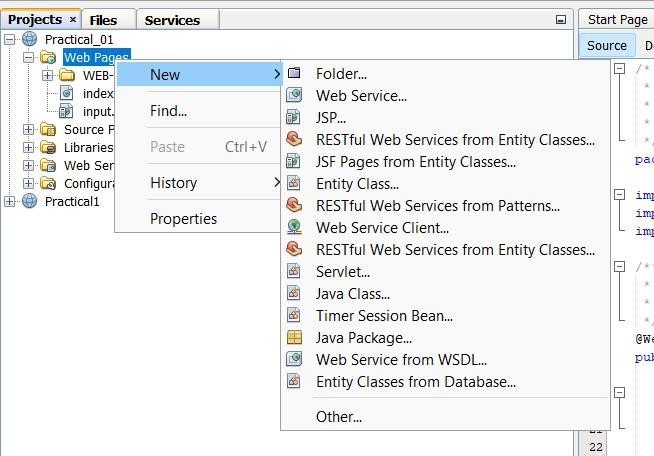 Projects × Files Services
Start Page
Source
Practical_01
Web Pages
WEB-
index
input.
Source P
Libraries
Web Ser
Configura
Practical1
New
Find...
Paste Ctrl+V
History
Properties
Folder...
Web Service...
JSP...
RESTful Web Services from Entity Classes...
JSF Pages from Entity Classes...
Entity Class...
RESTful Web Services from Patterns...
Web Service Client...
RESTful Web Services from Entity Classes...
Servlet...
Java Class...
Timer Session Bean...
Java Package...
Web Service from WSDL...
Entity Classes from Database...
Other...
/*
*
*
*
*/
pac
imp
imp
imp
/**
*
*
*/
@We
pub
22